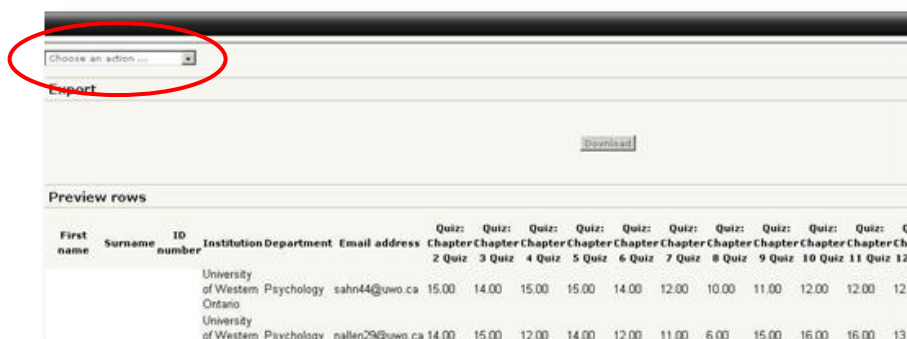 Choose an action ...
Export
Download
Preview rows
First name Surname ID number Institution Department Email address Quiz: Chapter 2 Quiz Quiz: Chapter 3 Quiz Quiz: Chapter 4 Quiz Quiz: Chapter 5 Quiz Quiz: Chapter 6 Quiz Quiz: Chapter 7 Quiz Quiz: Chapter 8 Quiz Quiz: Chapter 9 Quiz Quiz: Chapter 10 Quiz Quiz: Chapter 11 Quiz
University of Western Ontario Psychology sahn44@uwo.ca 15.00 14.00 15.00 15.00 14.00 12.00 10.00 11.00 12.00 12.00 12
University of Western Psychology nallen29@uwo.ca 14.00 15.00 12.00 14.00 12.00 11.00 6.00 15.00 16.00 16.00 13